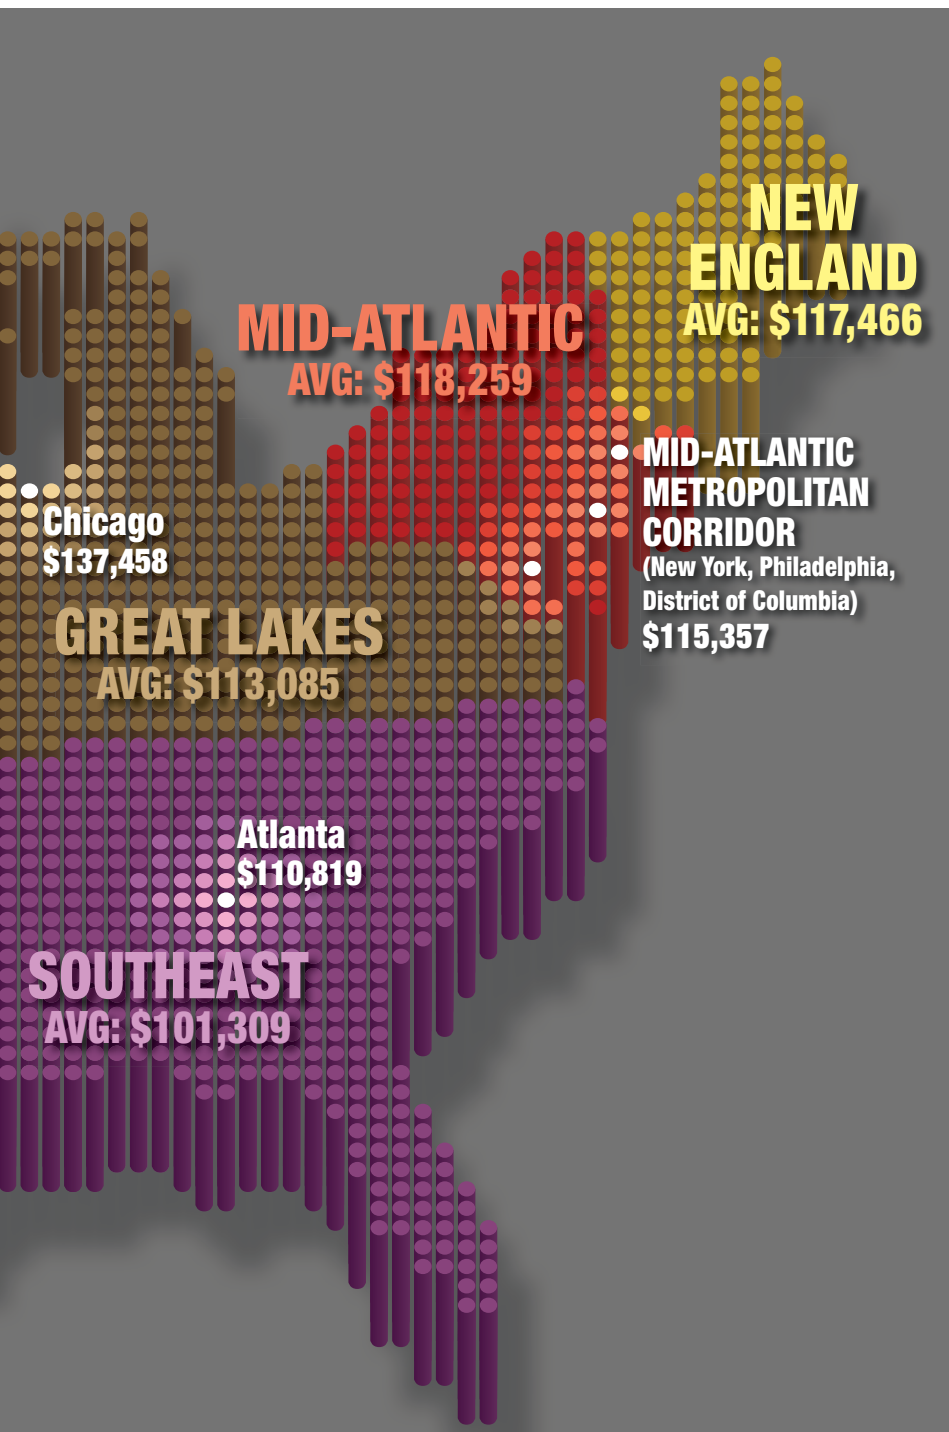 NEW
ENGLAND
AVG: $117,466
MID-ATLANTIC
AVG: $118,259
MID-ATLANTIC
METROPOLITAN
CORRIDOR
(New York, Philadelphia,
District of Columbia)
$115,357
Chicago
$137,458
GREAT LAKES
AVG: $113,085
Atlanta
$110,819
SOUTHEAST
AVG: $101,309